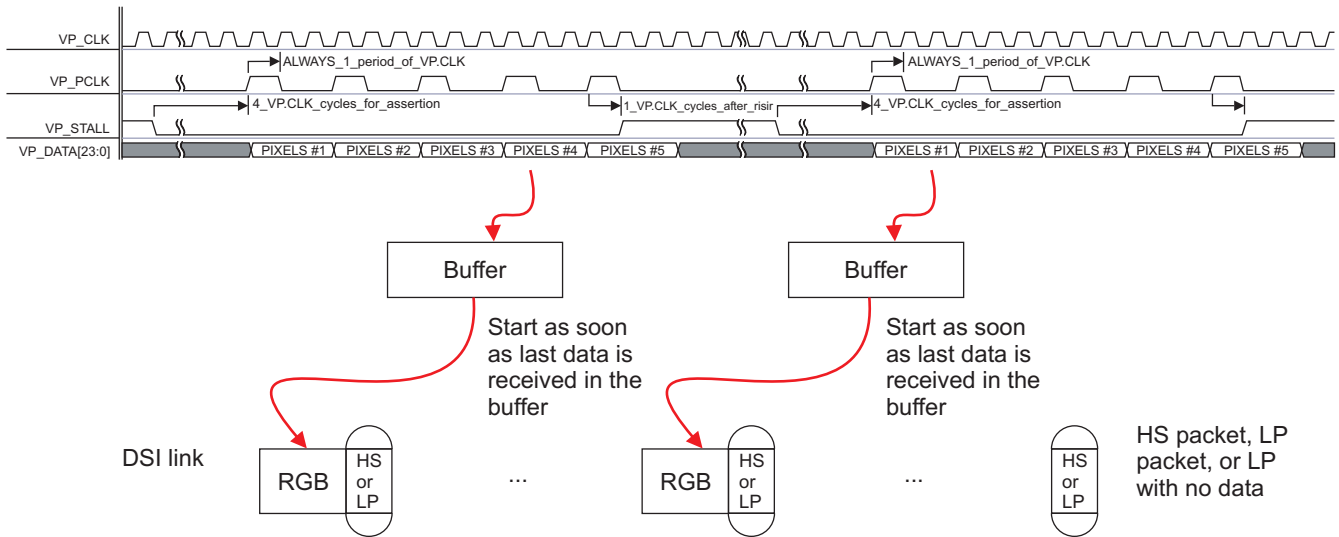 VP_CLK
ALWAYS_1_period_of_VP.CLK
ALWAYS_1_period_of_VP.CLK
VP_PCLK
4_VP.CLK_cycles_for_assertion
1_VP.CLK_cycles_after_risir
4_VP.CLK_cycles_for_assertion
VP_STALL
VP_DATA[23:0]
PIXELS #1
PIXELS #2
PIXELS #3
PIXELS #4
PIXELS #5
PIXELS #1
PIXELS #2
PIXELS #3
PIXELS #4
PIXELS #5
Buffer
Buffer
Start as soon
as last data is
received in the
buffer
Start as soon
as last data is
received in the
buffer
DSI link
RGB
HS
or
LP
...
RGB
HS
or
LP
...
HS
or
LP
HS packet, LP
packet, or LP
with no data